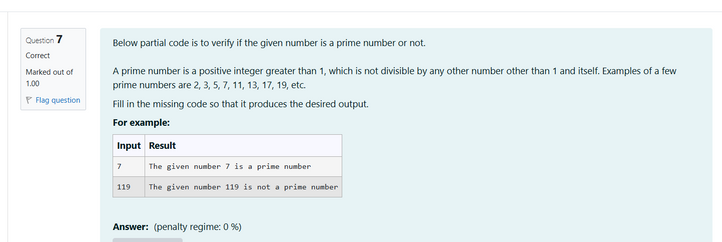 Question 7
Correct
Marked out of
1.00
Flag question
Below partial code is to verify if the given number is a prime number or not.
A prime number is a positive integer greater than 1, which is not divisible by any other number other than 1 and itself. Examples of a few
prime numbers are 2, 3, 5, 7, 11, 13, 17, 19, etc.
Fill in the missing code so that it produces the desired output.
For example:
Input Result
7 The given number 7 is a prime number
119 The given number 119 is not a prime number
Answer: (penalty regime: 0 %)